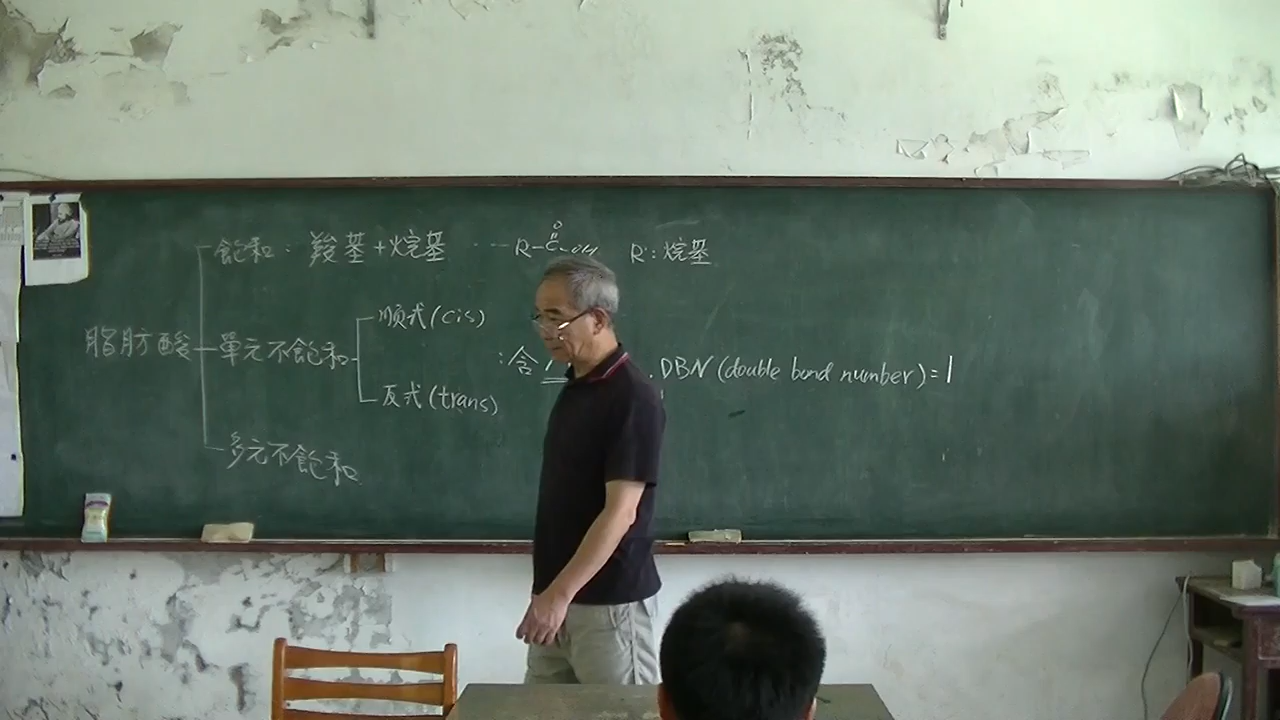 飽和：羧基+烷基 ---- R-C-OH R：烷基
O
順式(cis)
脂肪酸 單元不飽和 ：含 DBN (double bond number) = 1
反式(trans)
多元不飽和